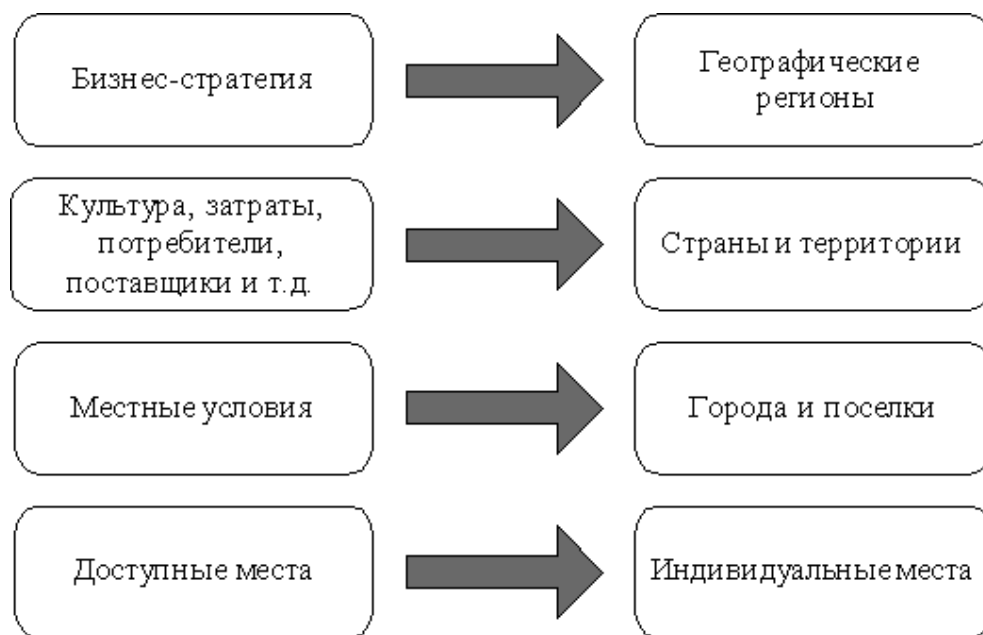 Бизнес-стратегия
Географические
регионы
Культура, затраты,
потребители,
поставщики и т.д.
Страны и территории
Местные условия
Города и поселки
Доступные места
Индивидуальные места